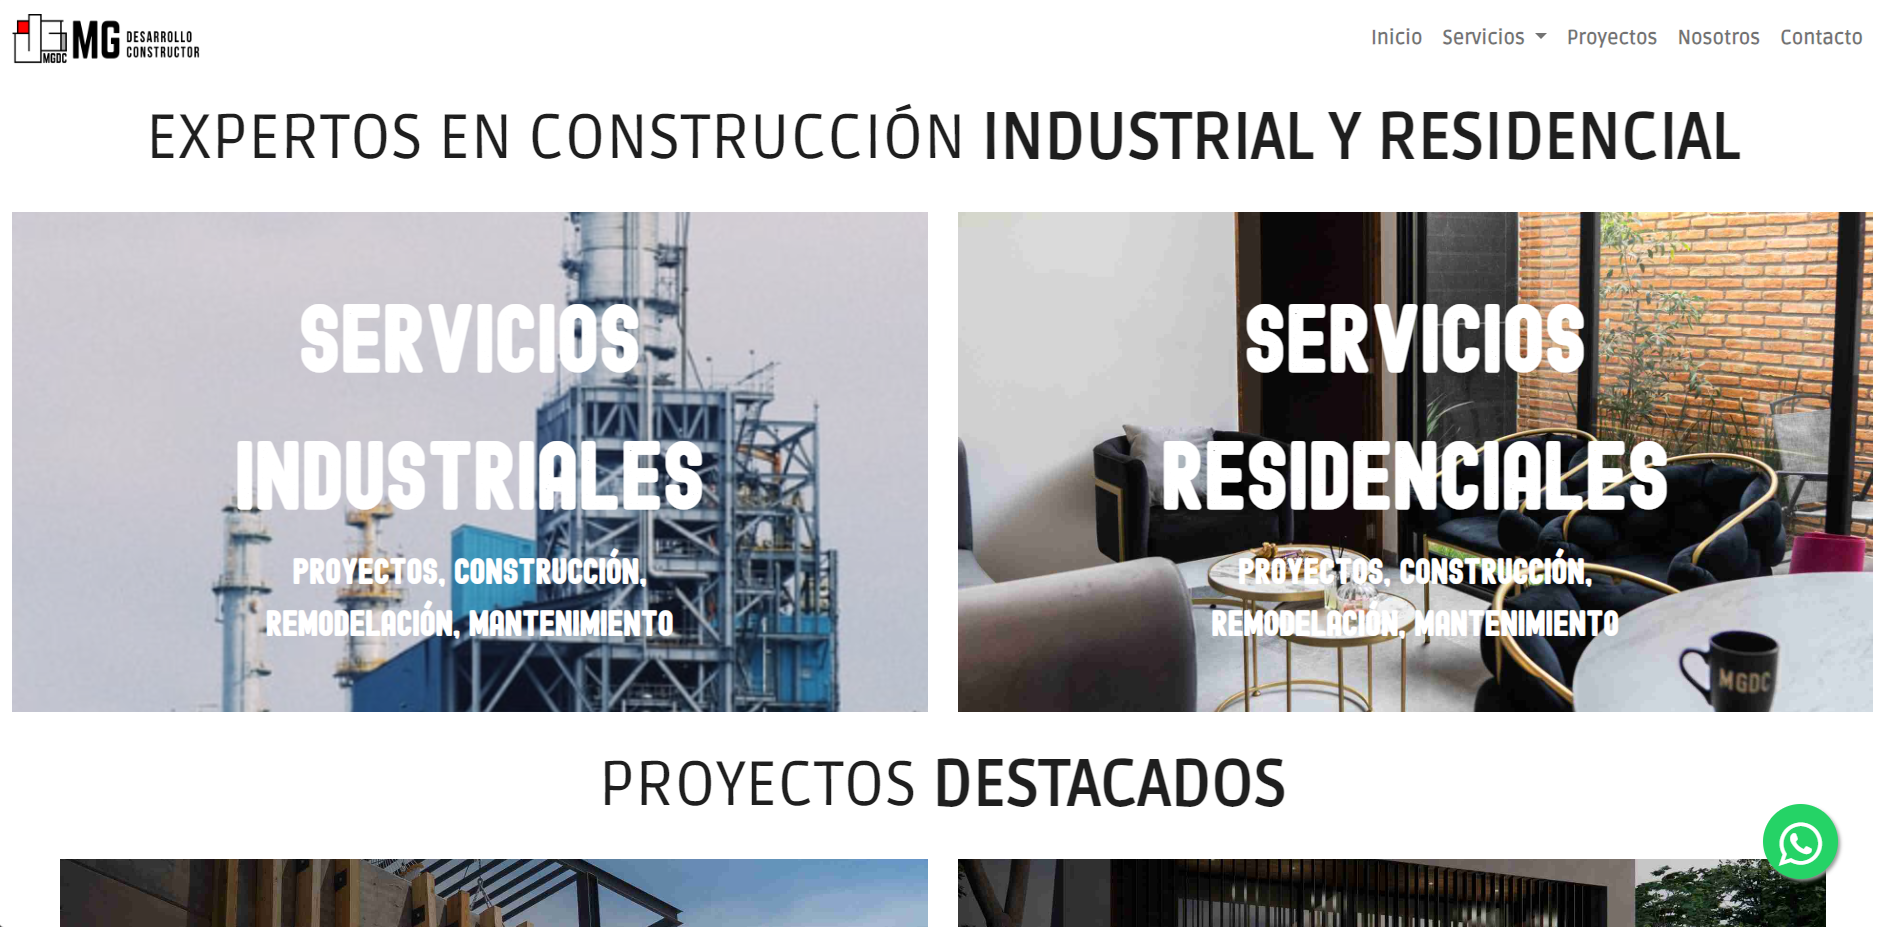 MGDC
MG DESARROLLO
CONSTRUCTOR
Inicio Servicios Proyectos Nosotros Contacto
EXPERTOS EN CONSTRUCCIÓN INDUSTRIAL Y RESIDENCIAL
SERVICIOS
INDUSTRIALES
PROYECTOS, CONSTRUCCIÓN,
REMODELACIÓN, MANTENIMIENTO
SERVICIOS
RESIDENCIALES
PROYECTOS, CONSTRUCCIÓN,
REMODELACIÓN, MANTENIMIENTO
MGDC
PROYECTOS DESTACADOS